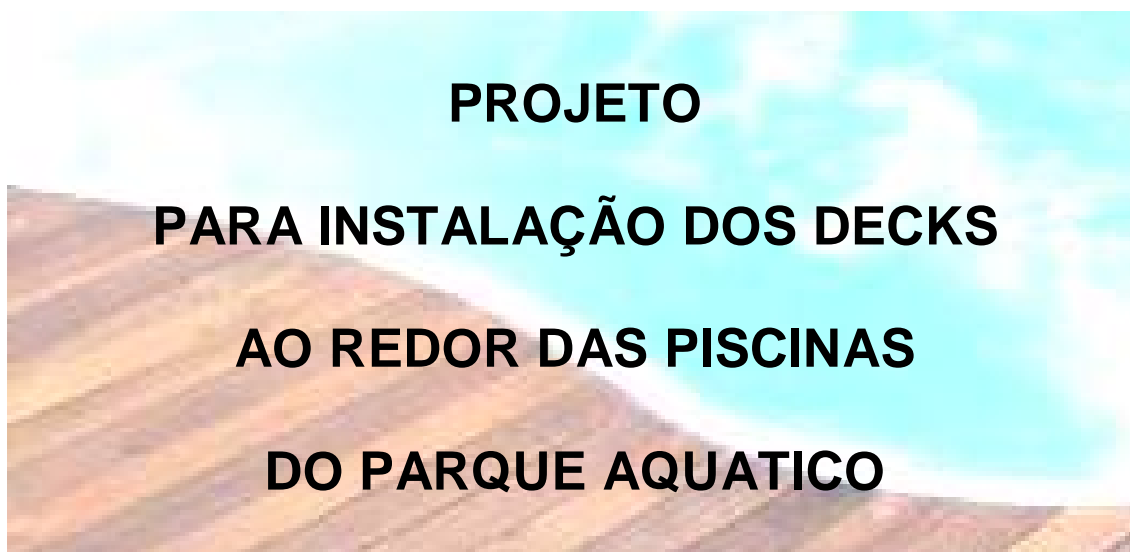 PROJETO
PARA INSTALAÇÃO DOS DECKS
AO REDOR DAS PISCINAS
DO PARQUE AQUATICO